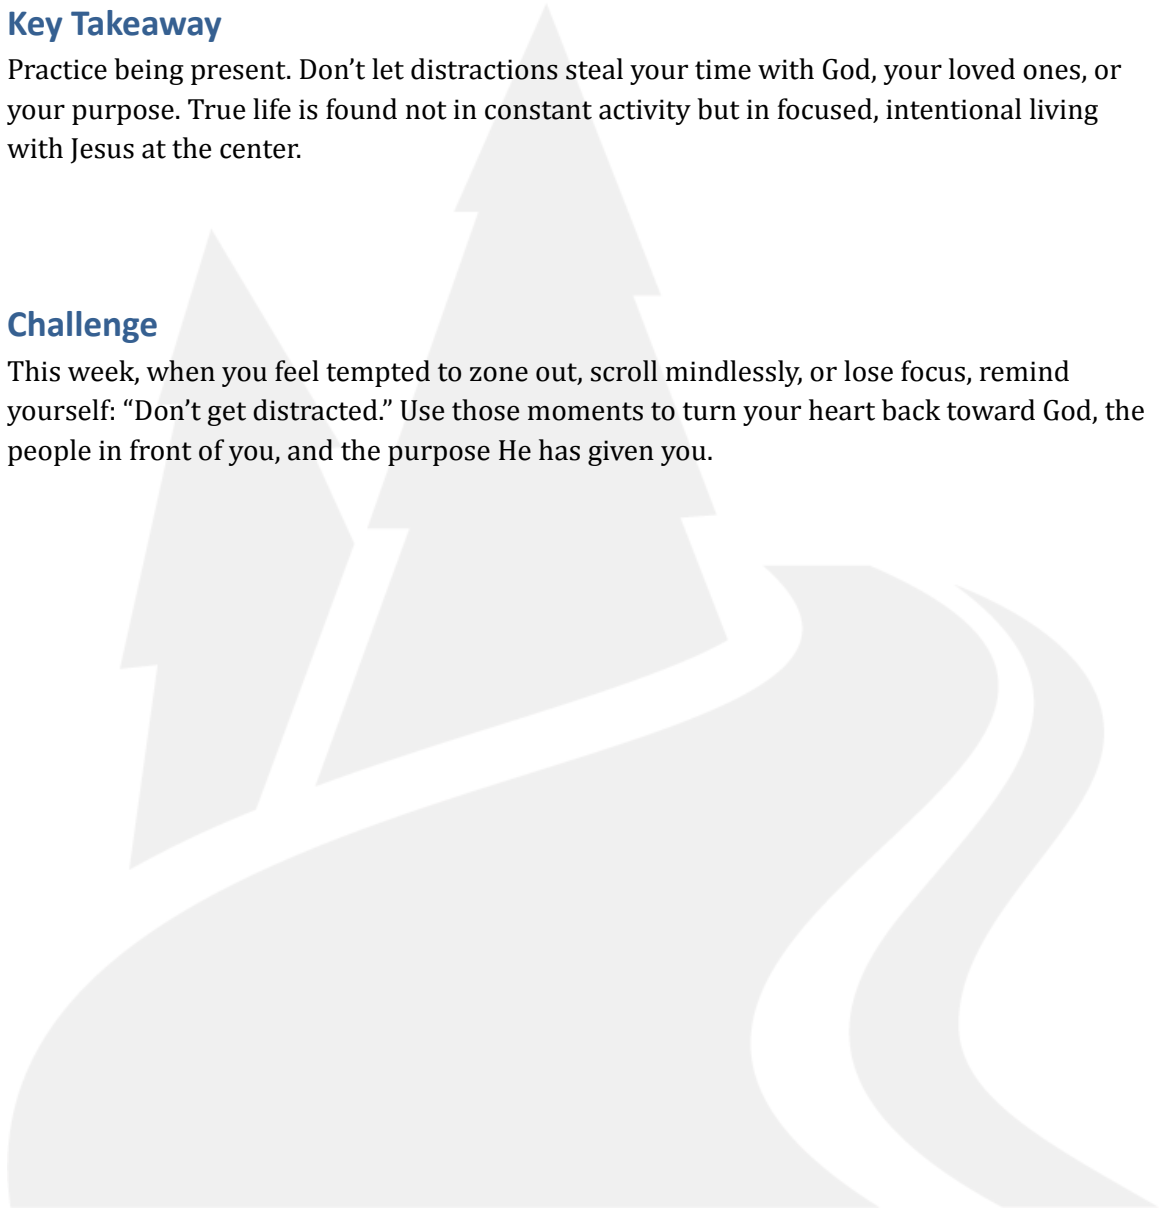 Key Takeaway
Practice being present. Don’t let distractions steal your time with God, your loved ones, or
your purpose. True life is found not in constant activity but in focused, intentional living
with Jesus at the center.
Challenge
This week, when you feel tempted to zone out, scroll mindlessly, or lose focus, remind
yourself: “Don’t get distracted.” Use those moments to turn your heart back toward God, the
people in front of you, and the purpose He has given you.